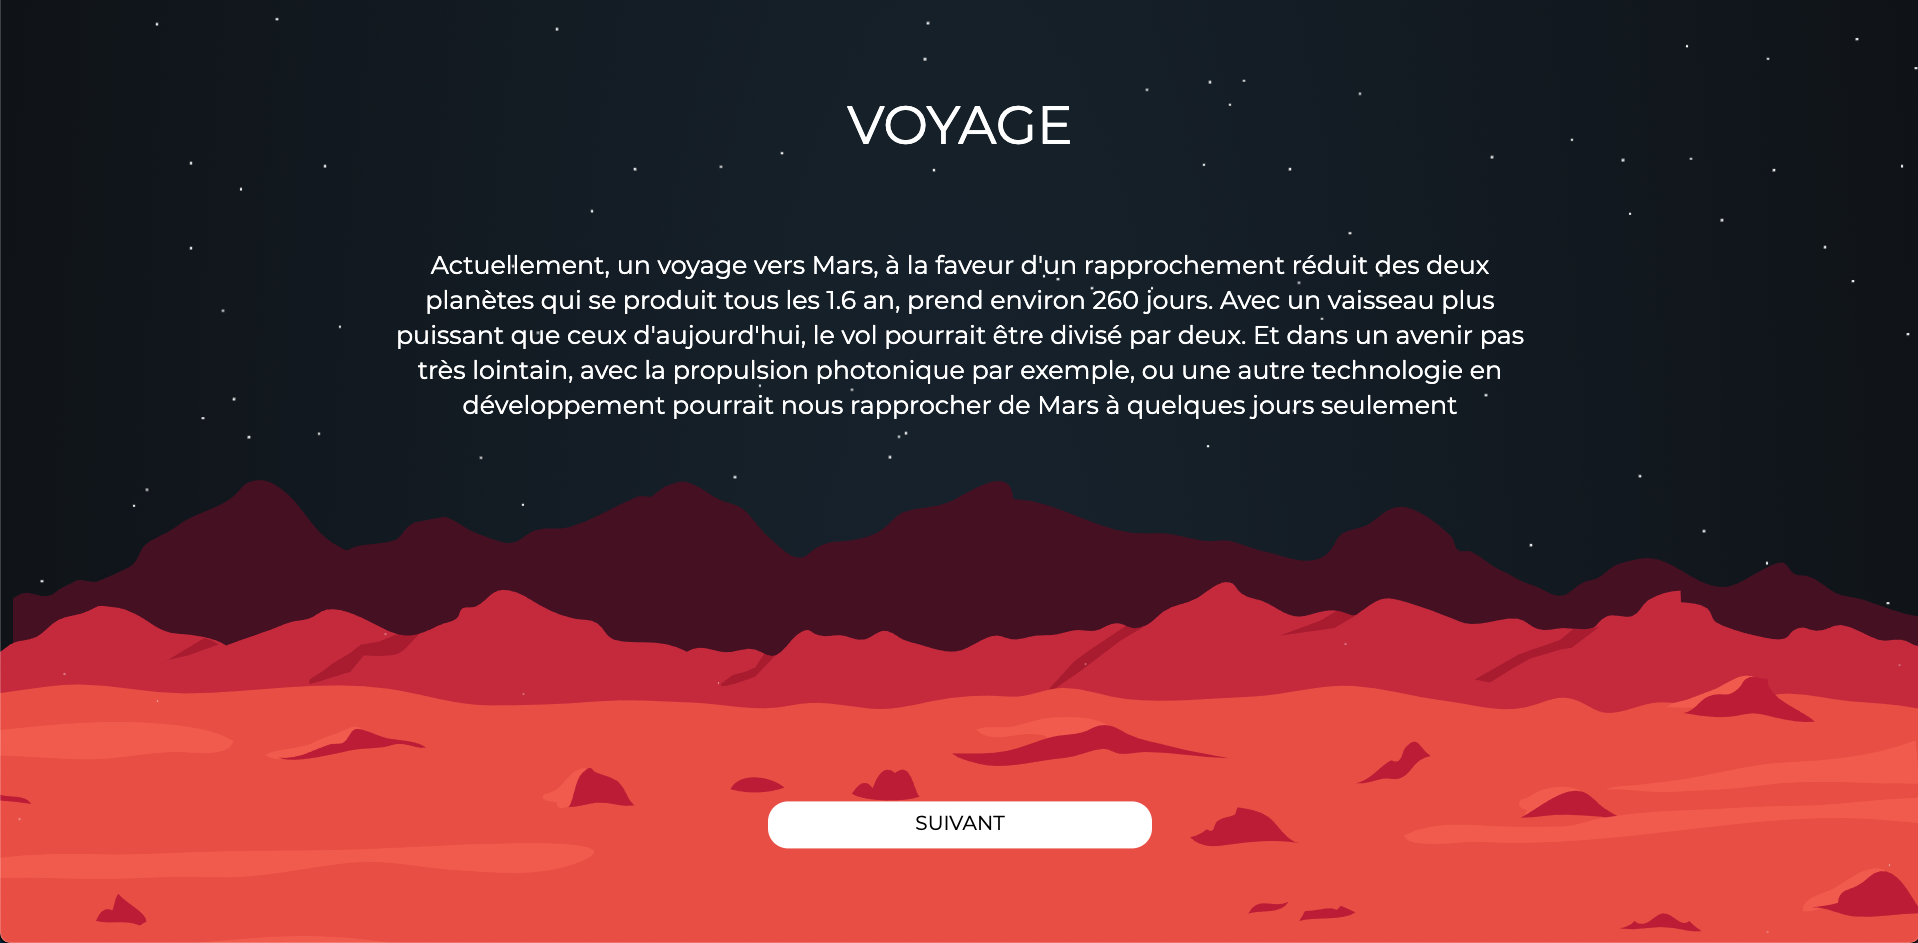 VOYAGE
Actuellement, un voyage vers Mars, à la faveur d'un rapprochement réduit des deux
planètes qui se produit tous les 1.6 an, prend environ 260 jours. Avec un vaisseau plus
puissant que ceux d'aujourd'hui, le vol pourrait être divisé par deux. Et dans un avenir pas
très lointain, avec la propulsion photonique par exemple, ou une autre technologie en
développement pourrait nous rapprocher de Mars à quelques jours seulement
SUIVANT